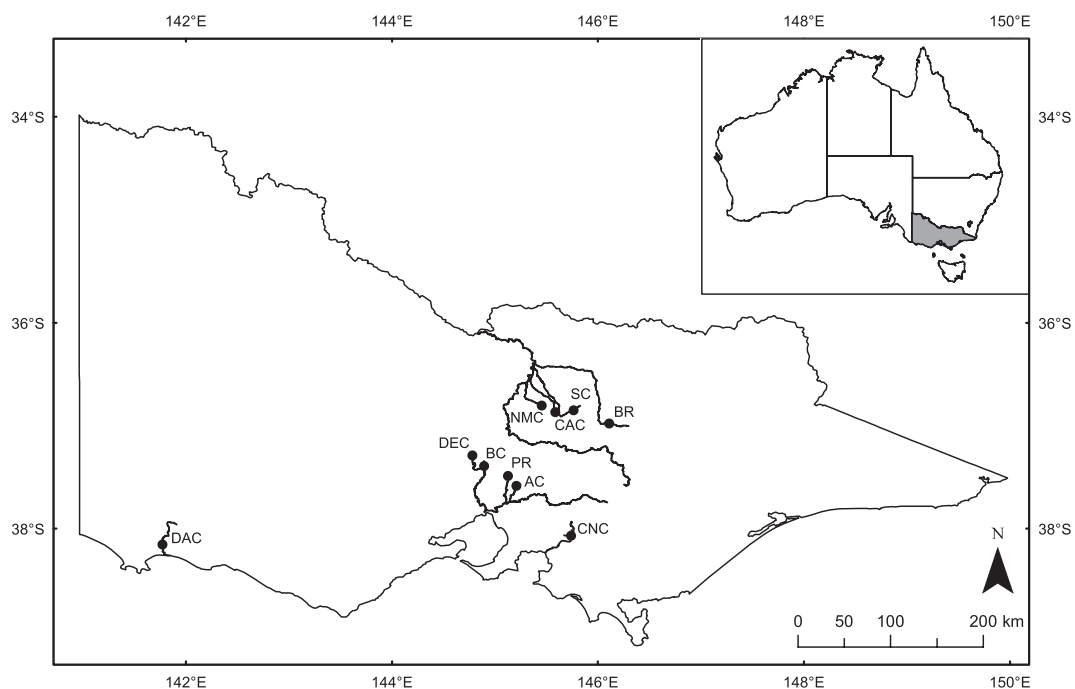 142°E 144°E 146°E 148°E 150°E
34°S 34°S
36°S 36°S
SC
NMC CAC BR
DEC BC
PR
AC
38°S 38°S
DAC CNC
N
0 50 100 200 km
142°E 144°E 146°E 148°E 150°E